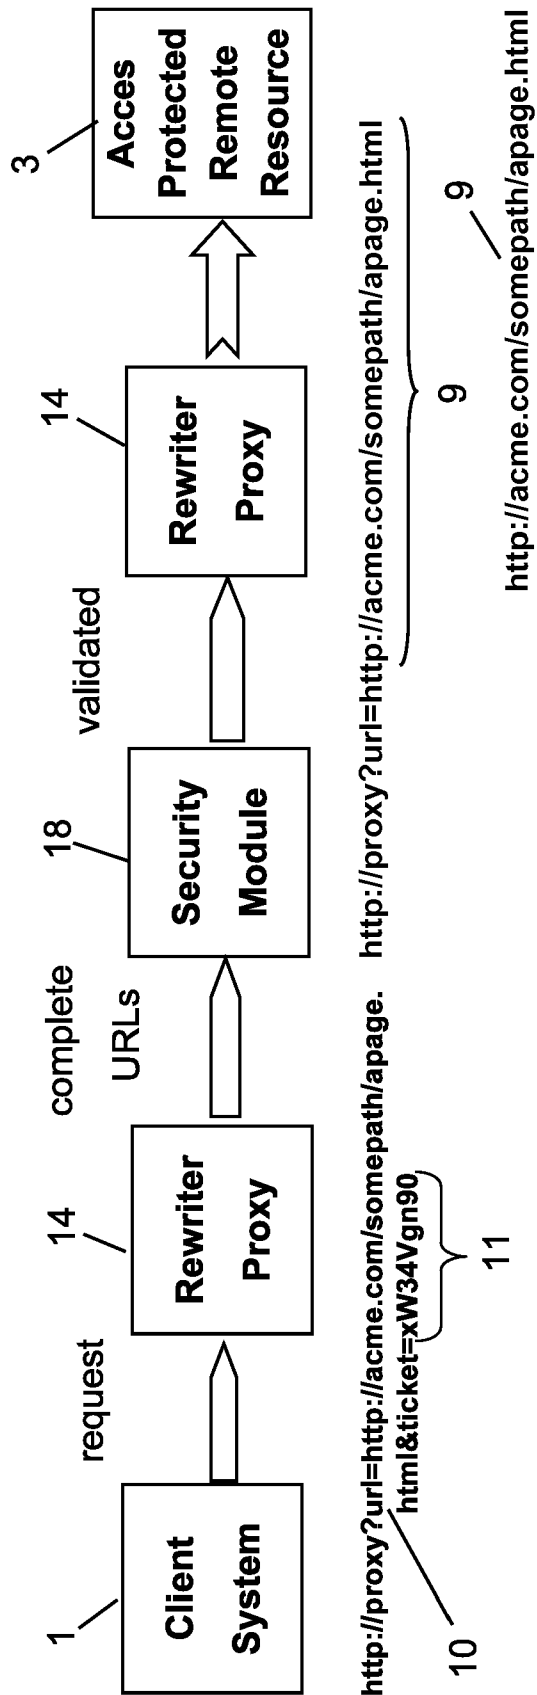 1
Client
System
request
14
Rewriter
Proxy
complete
URLs
18
Security
Module
validated
14
Rewriter
Proxy
3
Acces
Protected
Remote
Resource
http://proxy?url=http://acme.com/somepath/apage.
html&ticket=xW34Vgn90
10
11
http://proxy?url=http://acme.com/somepath/apage.html
9
9
http://acme.com/somepath/apage.html